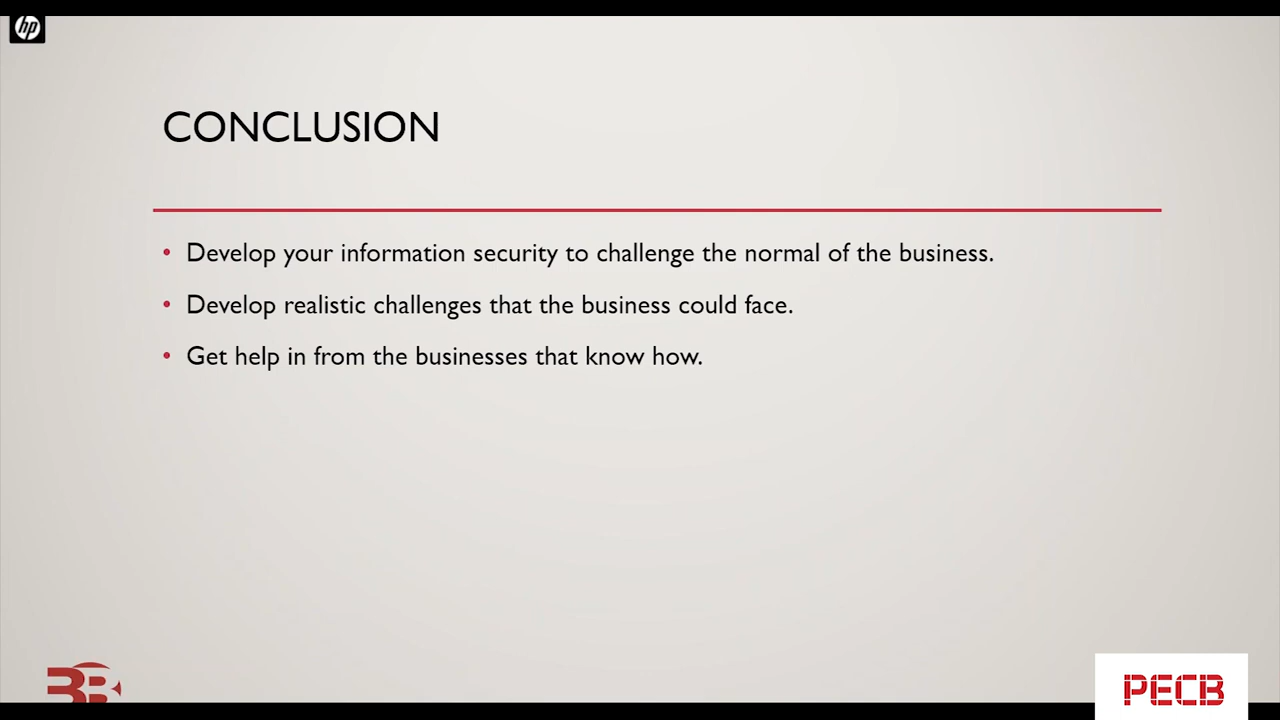 hp
CONCLUSION
• Develop your information security to challenge the normal of the business.
• Develop realistic challenges that the business could face.
• Get help in from the businesses that know how.
PECB